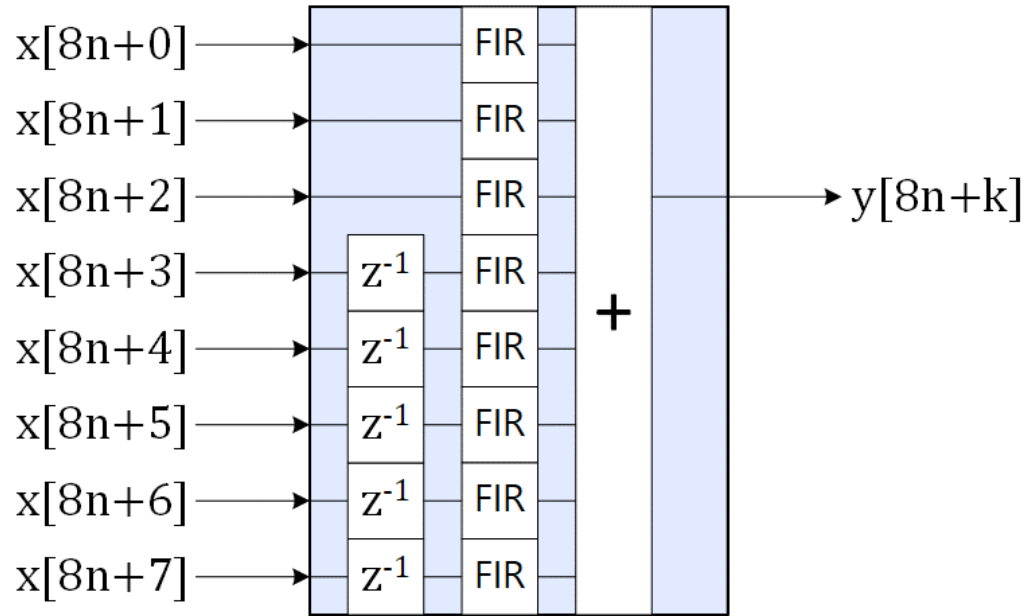 x[8n+0] FIR
x[8n+1] FIR
x[8n+2] FIR y[8n+k]
x[8n+3] z⁻¹ FIR
+
x[8n+4] z⁻¹ FIR
x[8n+5] z⁻¹ FIR
x[8n+6] z⁻¹ FIR
x[8n+7] z⁻¹ FIR